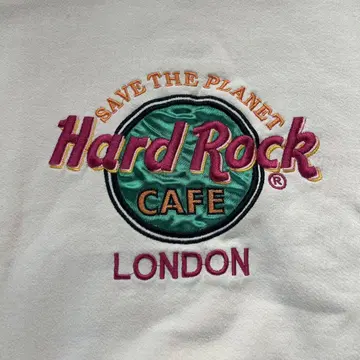 SAVE THE PLANET
Hard Rock ®
CAFE
LONDON